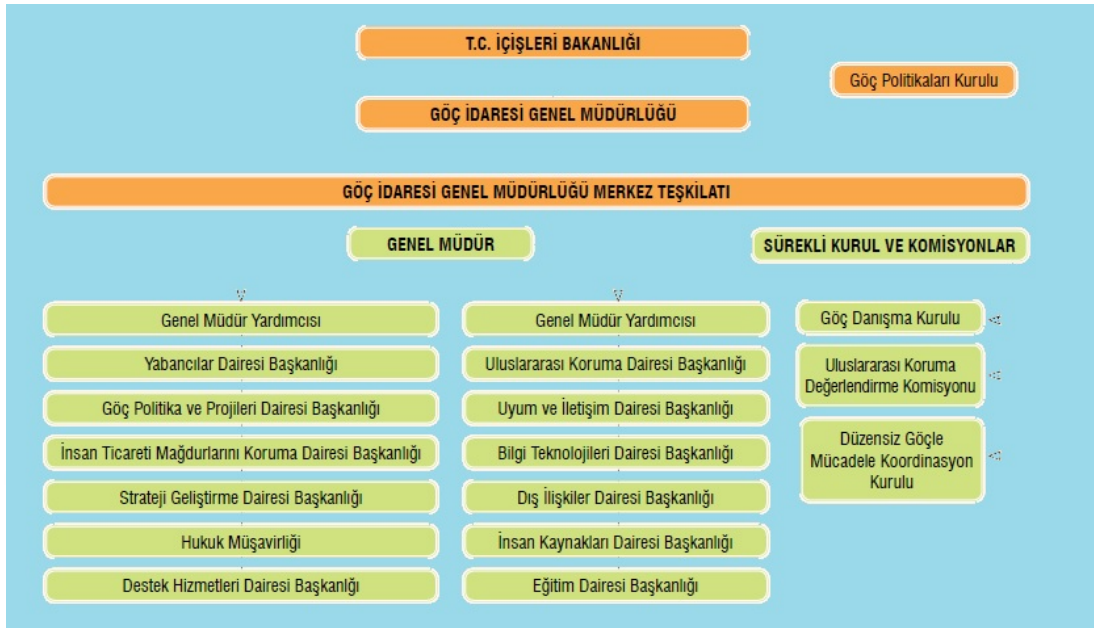 T.C. İÇİŞLERİ BAKANLIĞI
Göç Politikaları Kurulu
GÖÇ İDARESİ GENEL MÜDÜRLÜĞÜ
GÖÇ İDARESİ GENEL MÜDÜRLÜĞÜ MERKEZ TEŞKİLATI
GENEL MÜDÜR
SÜREKLİ KURUL VE KOMİSYONLAR
Genel Müdür Yardımcısı
Yabancılar Dairesi Başkanlığı
Göç Politika ve Projileri Dairesi Başkanlığı
İnsan Ticareti Mağdurlarını Koruma Dairesi Başkanlığı
Strateji Geliştirme Dairesi Başkanlığı
Hukuk Müşavirliği
Destek Hizmetleri Dairesi Başkanlğı
Genel Müdür Yardımcısı
Uluslararası Koruma Dairesi Başkanlığı
Uyum ve İletişim Dairesi Başkanlığı
Bilgi Teknolojileri Dairesi Başkanlığı
Dış İlişkiler Dairesi Başkanlığı
İnsan Kaynakları Dairesi Başkanlığı
Eğitim Dairesi Başkanlığı
Göç Danışma Kurulu
Uluslararası Koruma
Değerlendirme Komisyonu
Düzensiz Göçle
Mücadele Koordinasyon
Kurulu